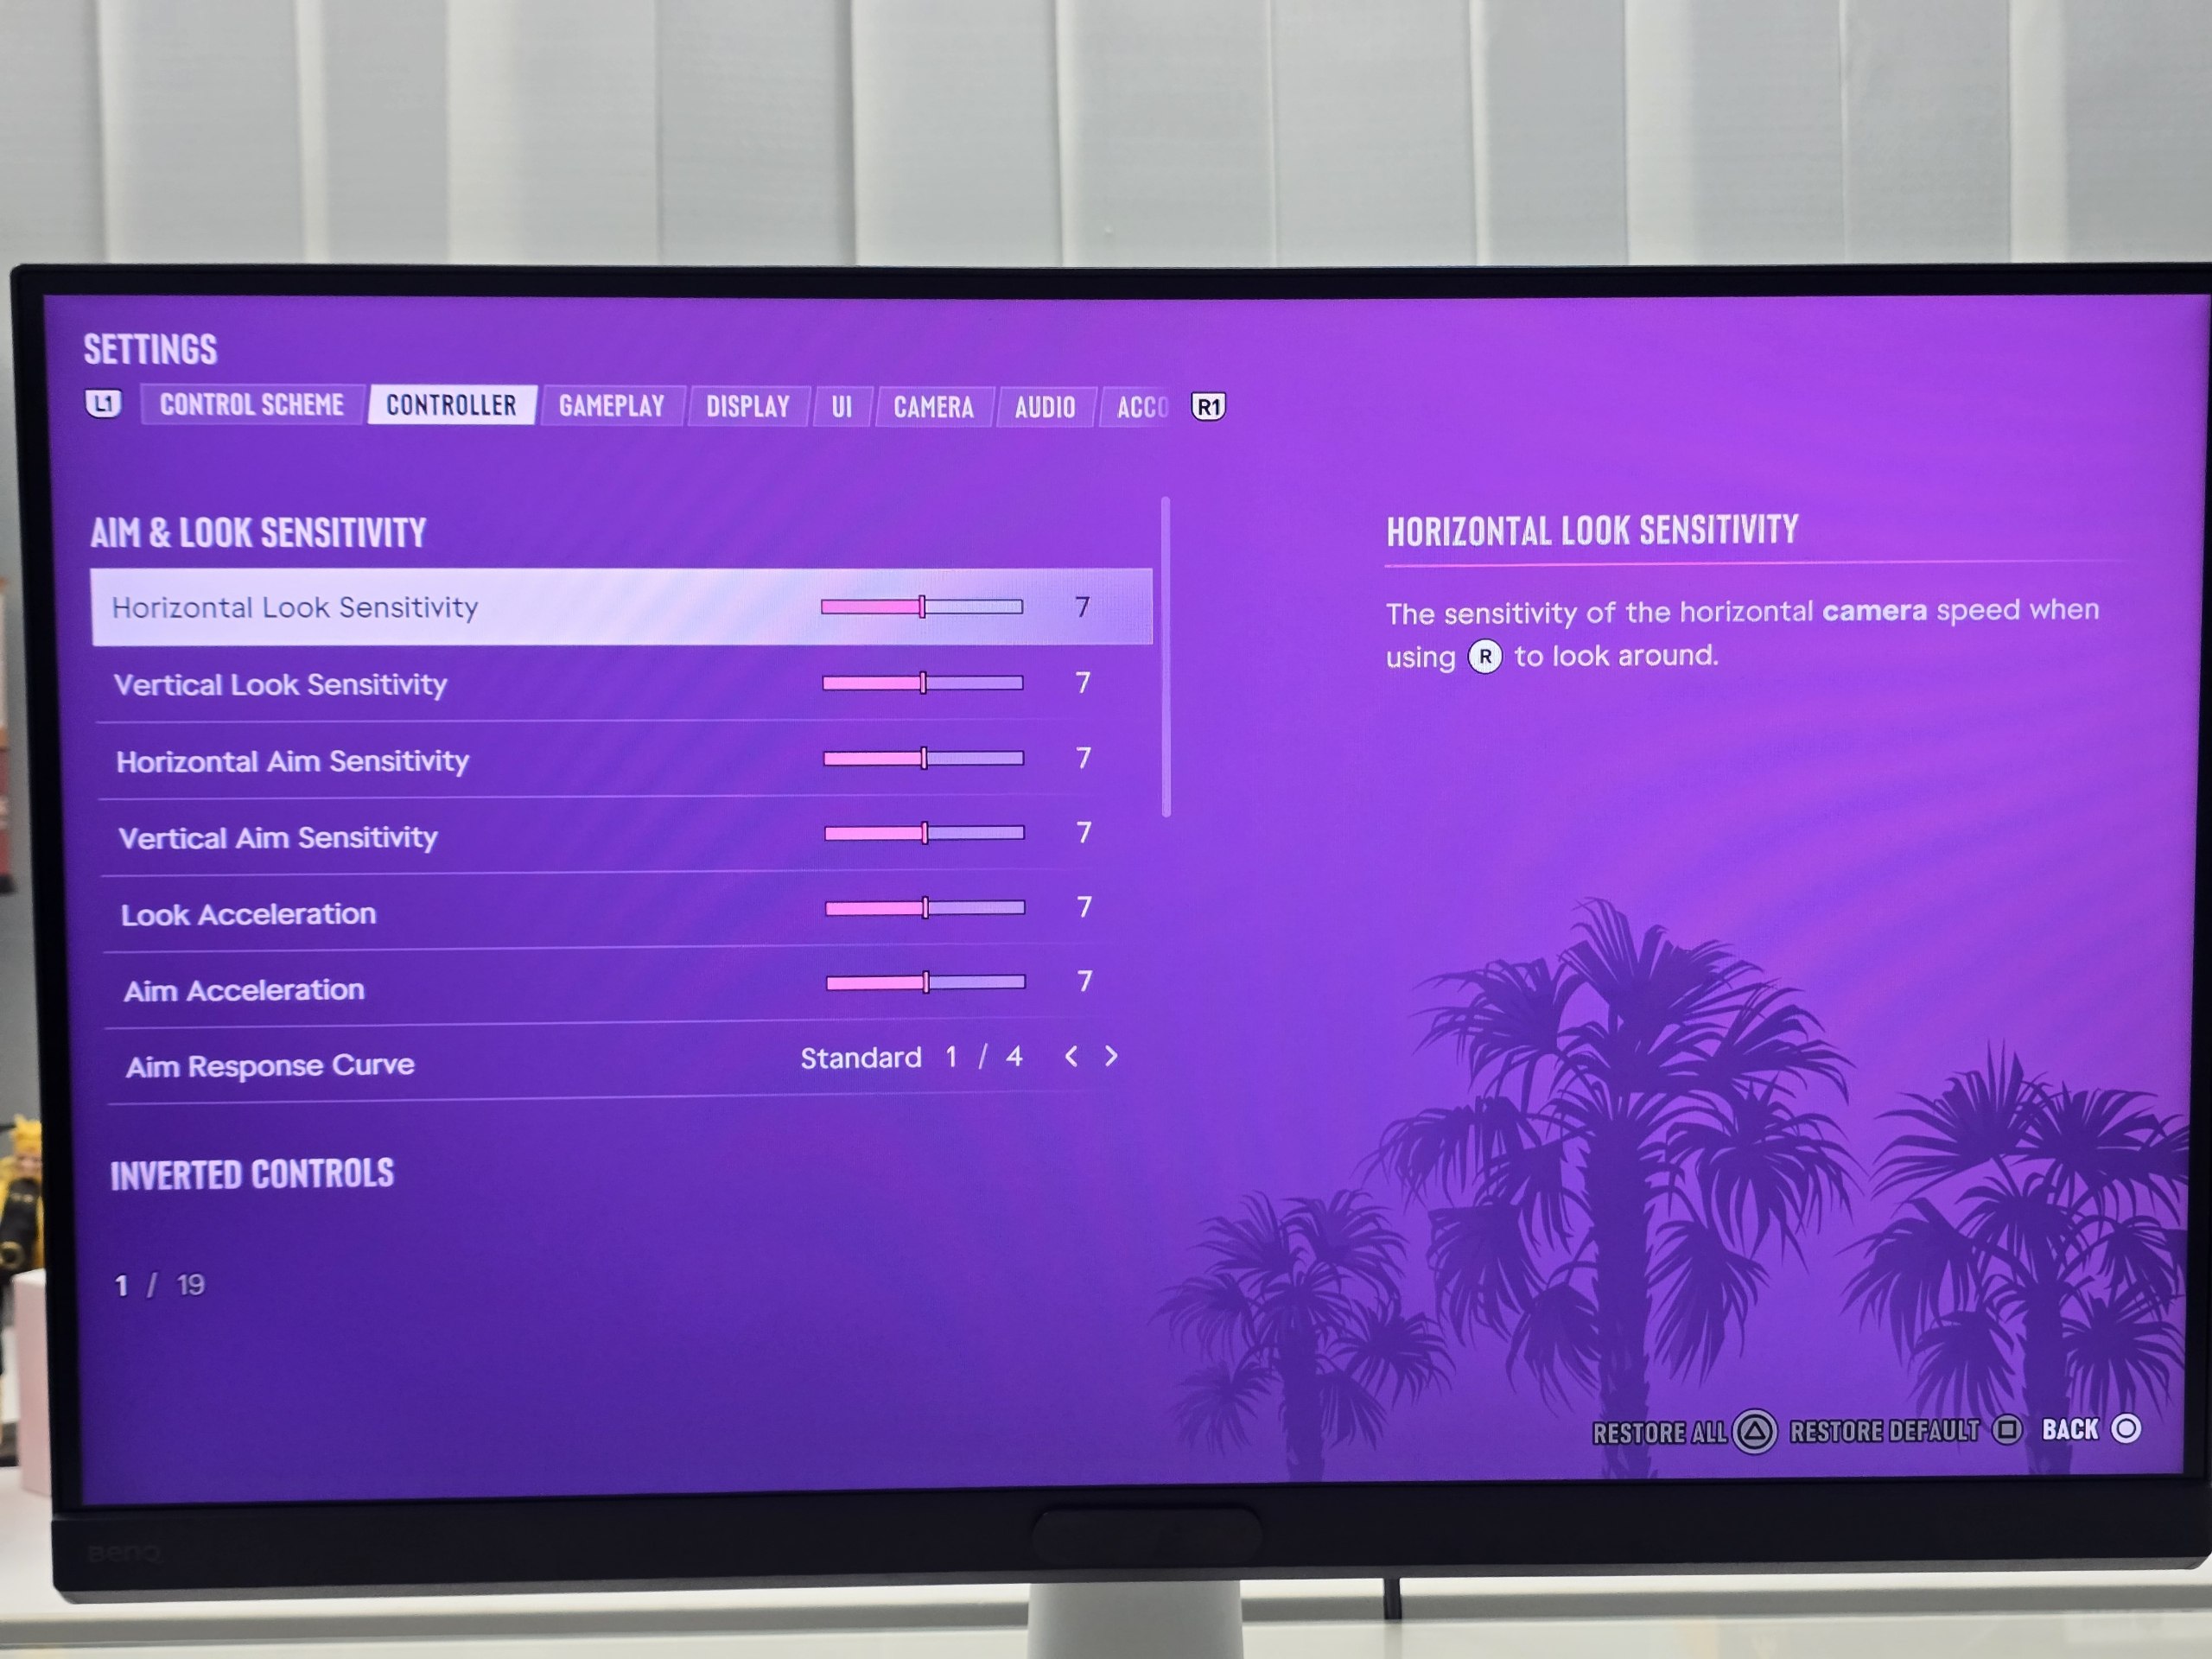 SETTINGS
L1 CONTROL SCHEME CONTROLLER GAMEPLAY DISPLAY UI CAMERA AUDIO ACCO R1
AIM & LOOK SENSITIVITY
Horizontal Look Sensitivity 7
Vertical Look Sensitivity 7
Horizontal Aim Sensitivity 7
Vertical Aim Sensitivity 7
Look Acceleration 7
Aim Acceleration 7
Aim Response Curve Standard 1 / 4 < >
INVERTED CONTROLS
1 / 19
HORIZONTAL LOOK SENSITIVITY
The sensitivity of the horizontal camera speed when
using R to look around.
RESTORE ALL RESTORE DEFAULT BACK
BenQ